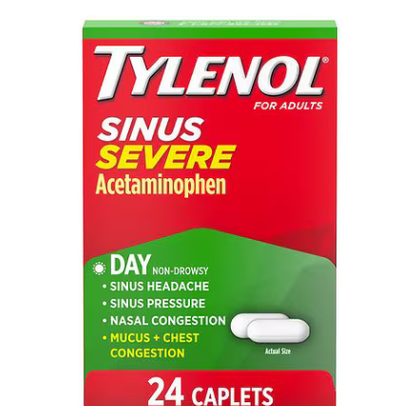 TYLENOL®
FOR ADULTS
SINUS
SEVERE
Acetaminophen
DAY NON-DROWSY
• SINUS HEADACHE
• SINUS PRESSURE
• NASAL CONGESTION
• MUCUS + CHEST
CONGESTION
Actual Size
24 CAPLETS